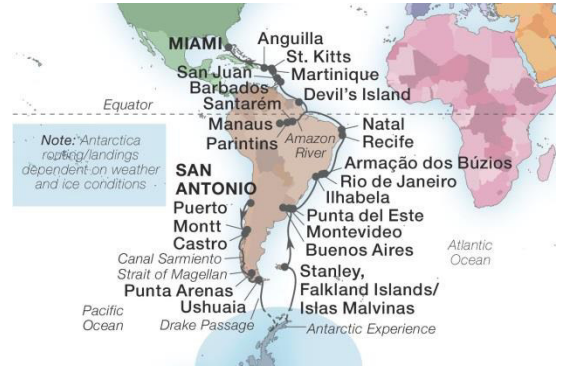 MIAMI
Anguilla
St. Kitts
San Juan
Martinique
Barbados
Devil's Island
Santarém
Equator
Manaus
Amazon
River
Parintins
Natal
Recife
Note: Antarctica
routing/landings
dependent on weather
and ice conditions
SAN
ANTONIO
Armação dos Búzios
Rio de Janeiro
Ilhabela
Puerto
Montt
Castro
Punta del Este
Montevideo
Buenos Aires
Atlantic
Ocean
Canal Sarmiento
Strait of Magellan
Punta Arenas
Ushuaia
Stanley,
Falkland Islands/
Islas Malvinas
Pacific
Ocean
Drake Passage
Antarctic Experience